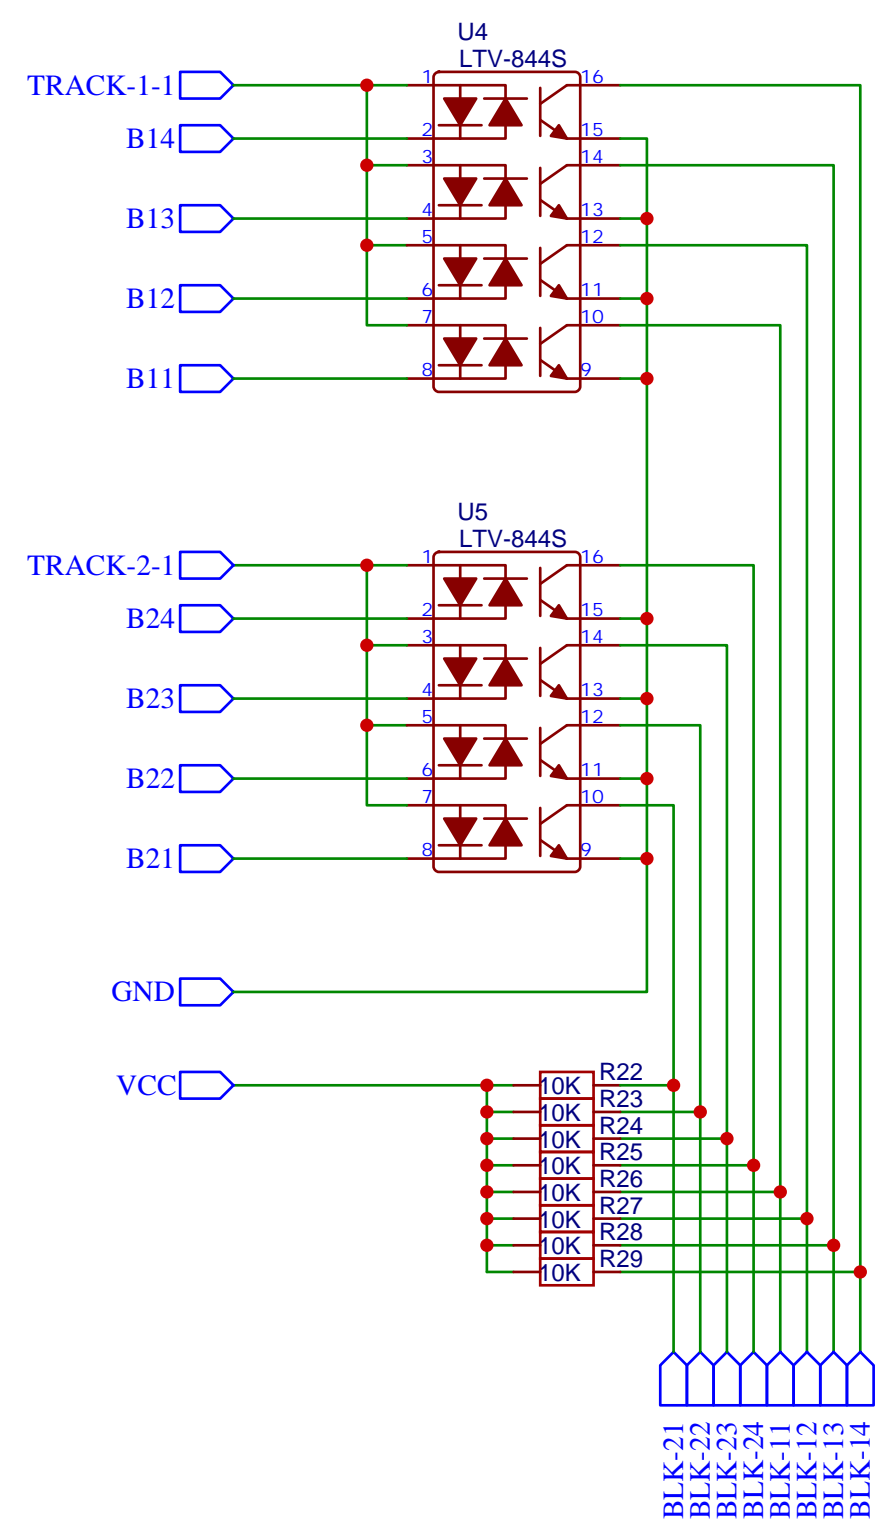 U4
LTV-844S
TRACK-1-1
1
16
B14
2
15
3
14
B13
4
13
5
12
B12
6
11
7
10
B11
8
9
U5
LTV-844S
TRACK-2-1
1
16
B24
2
15
3
14
B23
4
13
5
12
B22
6
11
7
10
B21
8
9
GND
VCC
10K R22
10K R23
10K R24
10K R25
10K R26
10K R27
10K R28
10K R29
BLK-21
BLK-22
BLK-23
BLK-24
BLK-11
BLK-12
BLK-13
BLK-14